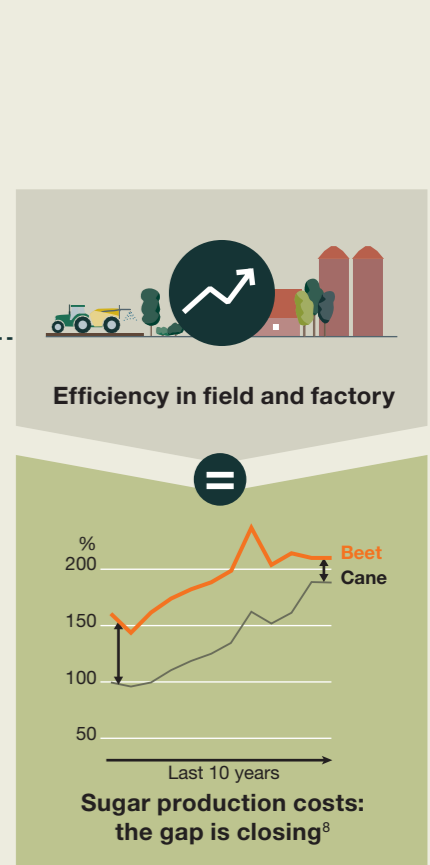 Efficiency in field and factory
=
%
200
150
100
50
Beet
Cane
Last 10 years
Sugar production costs:
the gap is closing⁸